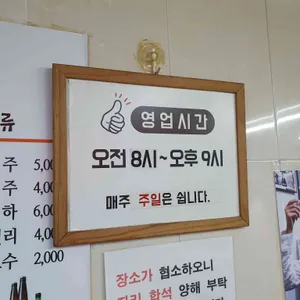 영업시간
오전 8시~오후 9시
매주 주일은 쉽니다.
류
주 5,00
주 4,00
하 6,00
리 4,00
수 2,00
장소가 협소하오니
양해 부탁